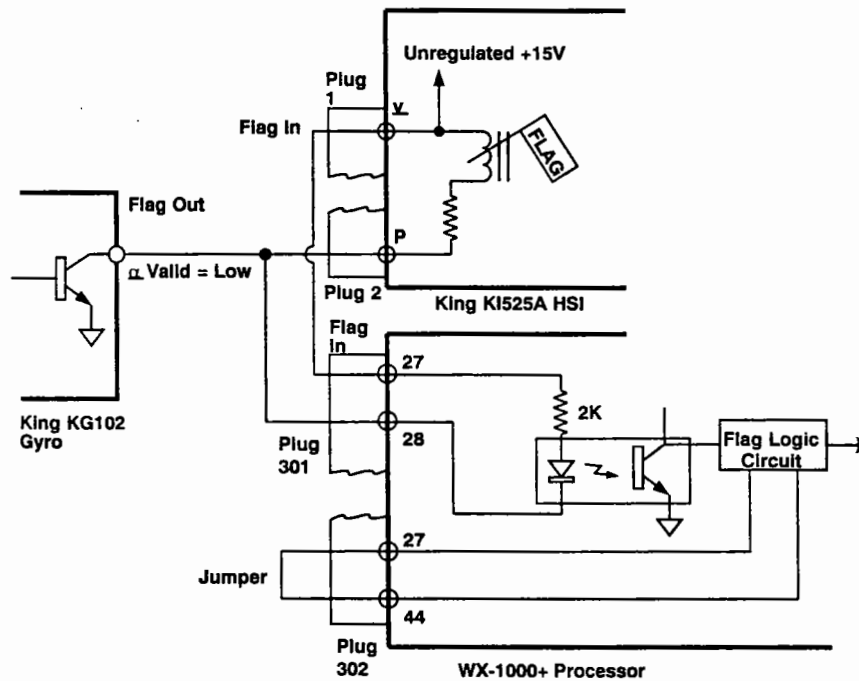 Unregulated +15V
Plug
1
v
Flag In
FLAG
Flag Out
P
α Valid = Low
Plug 2
King KI525A HSI
Flag
In
27
2K
King KG102
Gyro
28
Plug
301
Flag Logic
Circuit
27
Jumper
44
Plug
302
WX-1000+ Processor